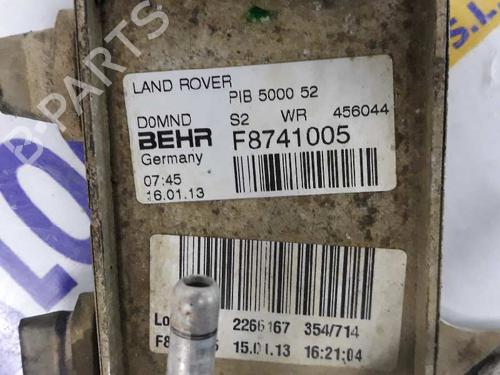 LAND ROVER
PIB 5000 52
D0MND S2 WR 456044
BEHR F8741005
Germany
07:45
16.01.13
2266167 354/714
15.01.13 16:21:04